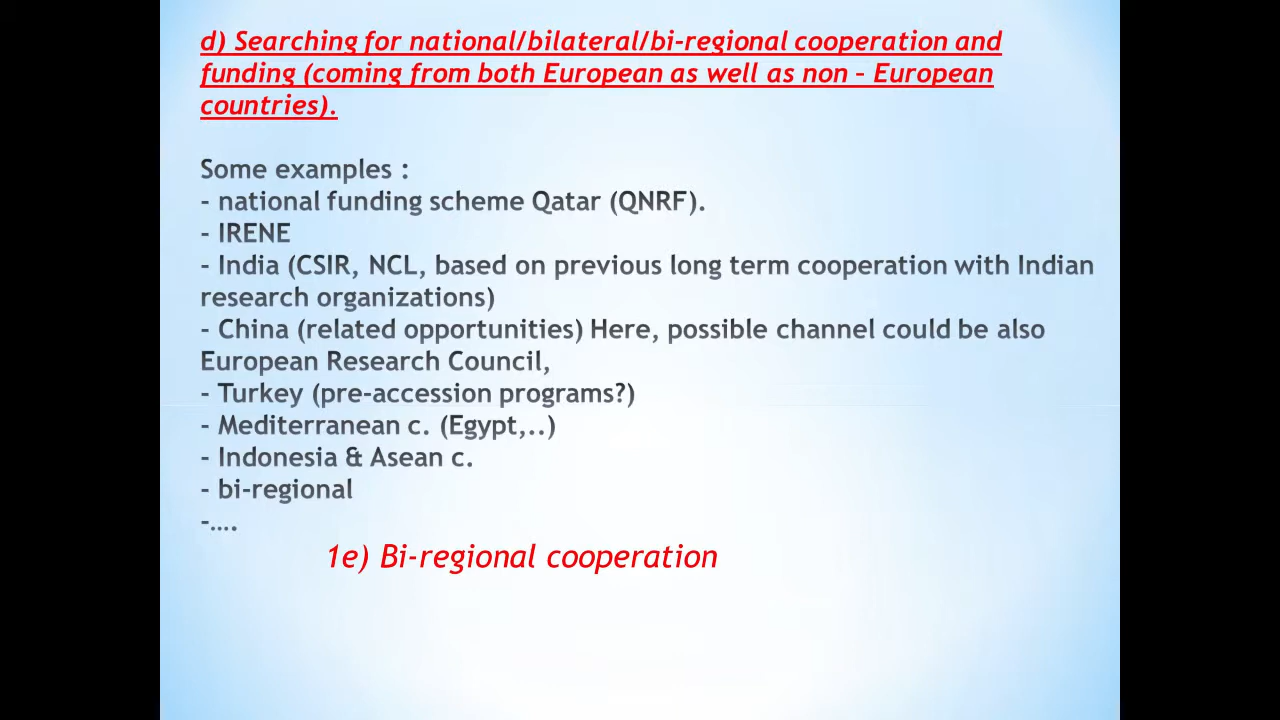 d) Searching for national/bilateral/bi-regional cooperation and
funding (coming from both European as well as non – European
countries).
Some examples :
- national funding scheme Qatar (QNRF).
- IRENE
- India (CSIR, NCL, based on previous long term cooperation with Indian
research organizations)
- China (related opportunities) Here, possible channel could be also
European Research Council,
- Turkey (pre-accession programs?)
- Mediterranean c. (Egypt,..)
- Indonesia & Asean c.
- bi-regional
-….
1e) Bi-regional cooperation